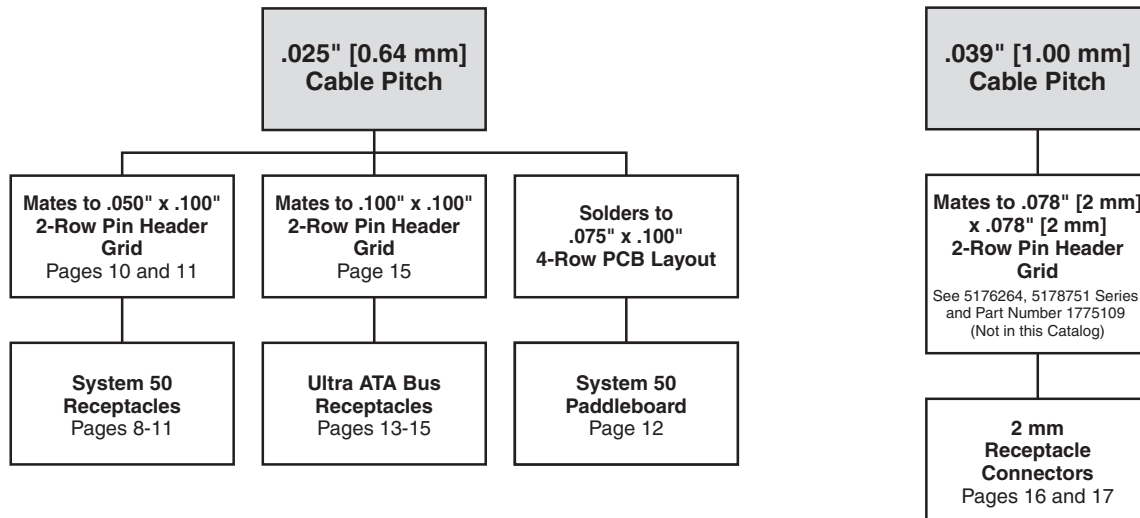 .025" [0.64 mm]
Cable Pitch
Mates to .050" x .100"
2-Row Pin Header
Grid
Pages 10 and 11
Mates to .100" x .100"
2-Row Pin Header
Grid
Page 15
Solders to
.075" x .100"
4-Row PCB Layout
System 50
Receptacles
Pages 8-11
Ultra ATA Bus
Receptacles
Pages 13-15
System 50
Paddleboard
Page 12
.039" [1.00 mm]
Cable Pitch
Mates to .078" [2 mm]
x .078" [2 mm]
2-Row Pin Header
Grid
See 5176264, 5178751 Series
and Part Number 1775109
(Not in this Catalog)
2 mm
Receptacle
Connectors
Pages 16 and 17